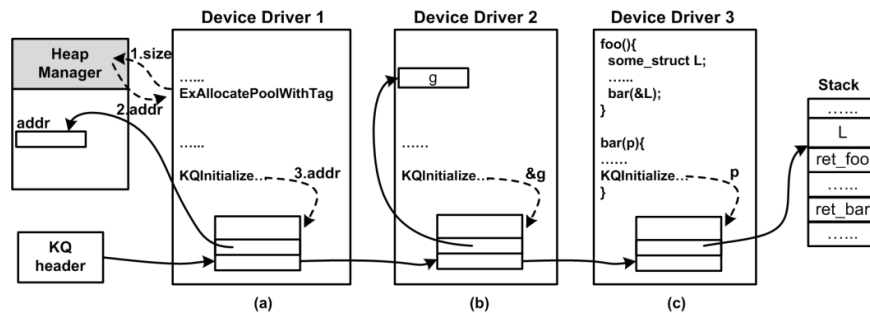 Device Driver 1
Device Driver 2
Device Driver 3
Heap
Manager
1.size
2.addr
addr
......
ExAllocatePoolWithTag
......
KQInitialize...
3.addr
g
......
KQInitialize...
&g
foo(){
some_struct L;
......
bar(&L);
}
bar(p){
......
KQInitialize...
p
}
Stack
......
L
ret_foo
......
ret_bar
......
KQ
header
(a)
(b)
(c)